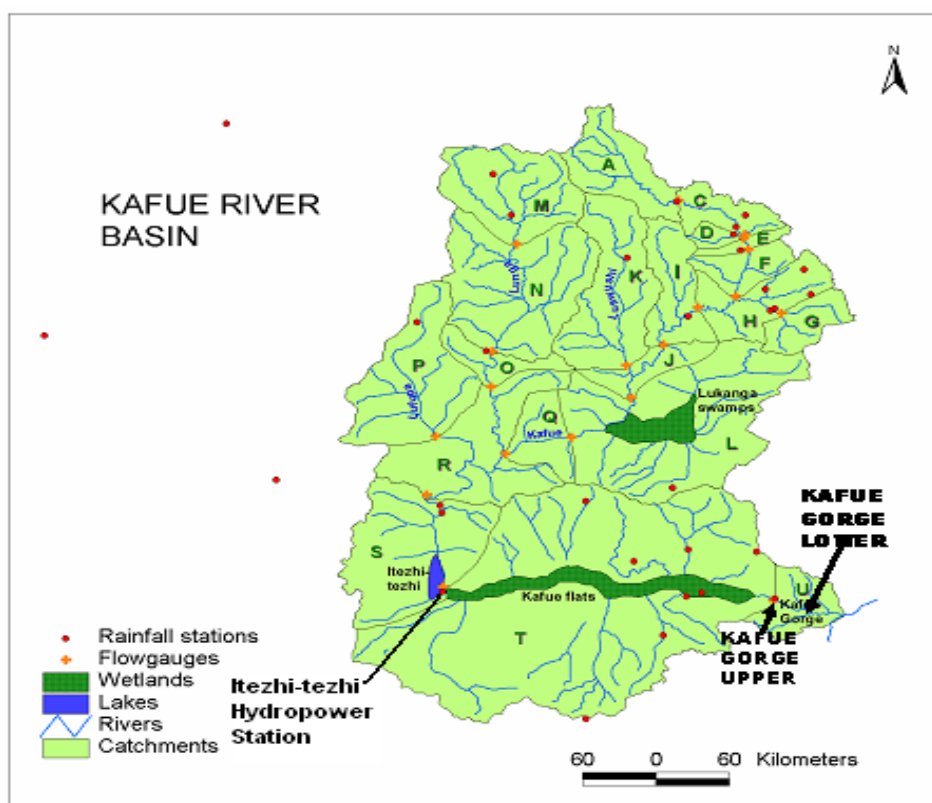 N
KAFUE RIVER
BASIN
A
M
C
D
E
F
K
I
N
H
G
P
O
J
Lukanga
swamps
Q
Kafue
L
R
KAFUE
GORGE
LOWER
S
Itezhi-
tezhi
Kafue flats
U
Gorge
T
KAFUE
GORGE
UPPER
Itezhi-tezhi
Hydropower
Station
Rainfall stations
Flowgauges
Wetlands
Lakes
Rivers
Catchments
60 0 60 Kilometers